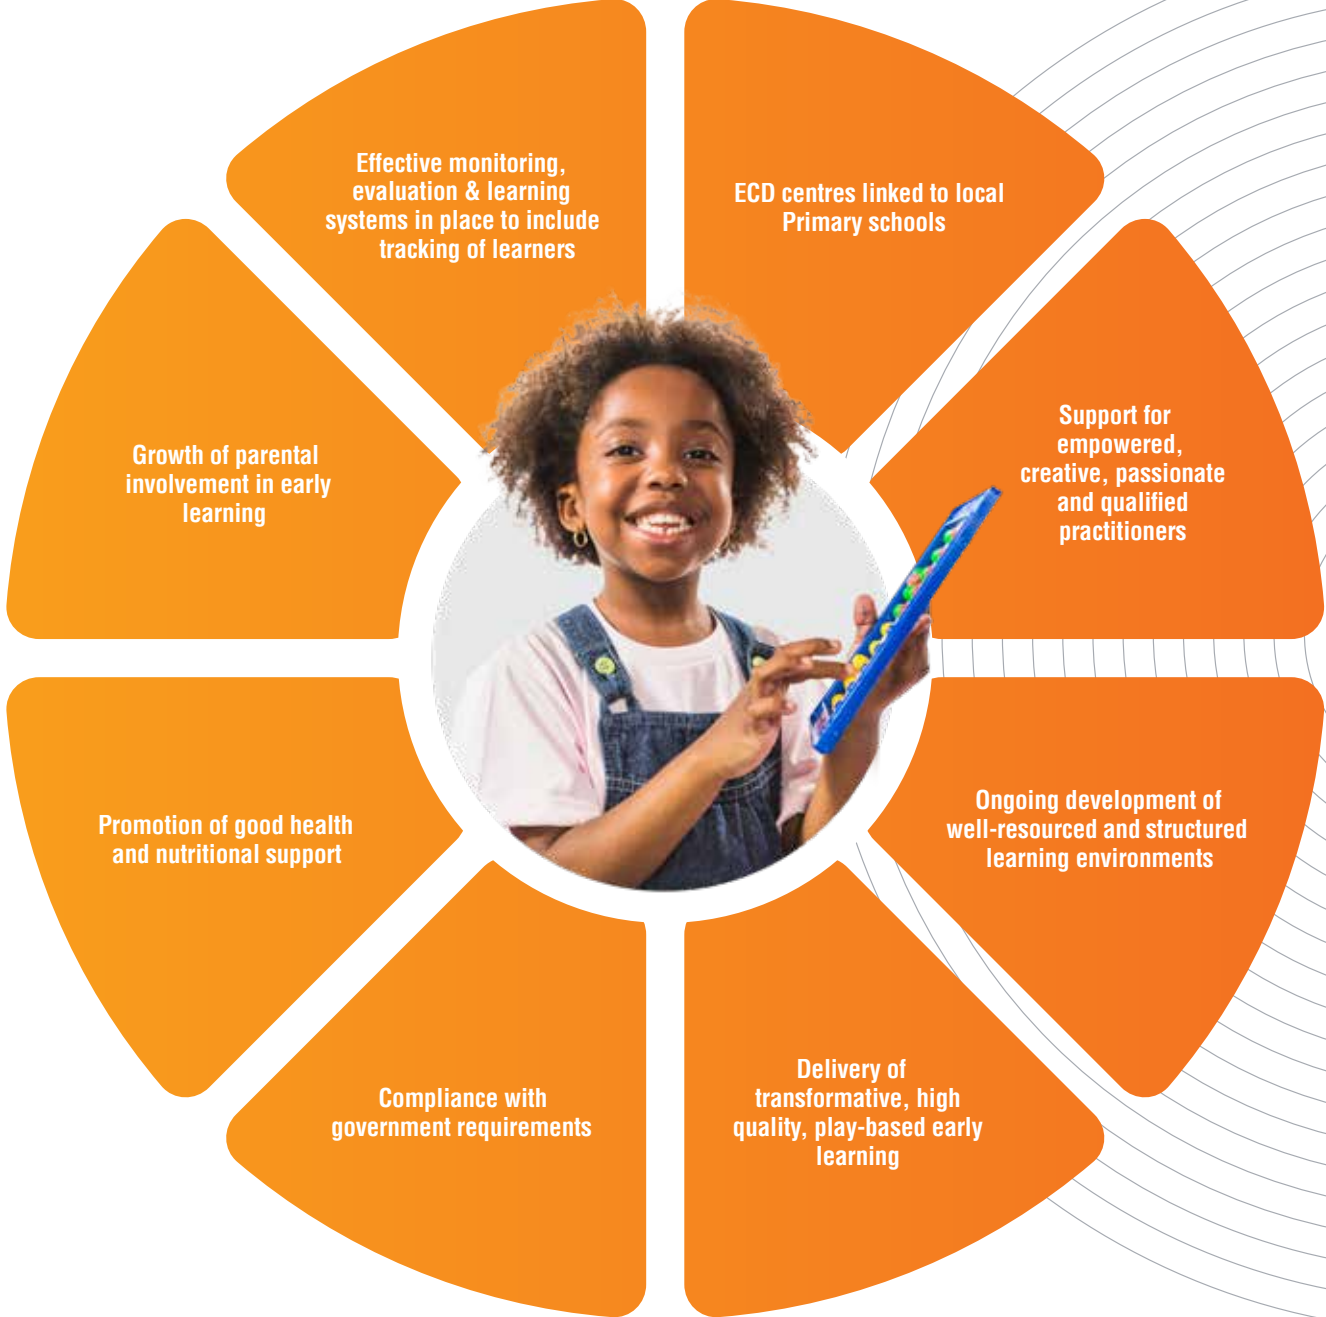 Effective monitoring,
evaluation & learning
systems in place to include
tracking of learners
ECD centres linked to local
Primary schools
Support for
empowered,
creative, passionate
and qualified
practitioners
Ongoing development of
well-resourced and structured
learning environments
Delivery of
transformative, high
quality, play-based early
learning
Compliance with
government requirements
Promotion of good health
and nutritional support
Growth of parental
involvement in early
learning